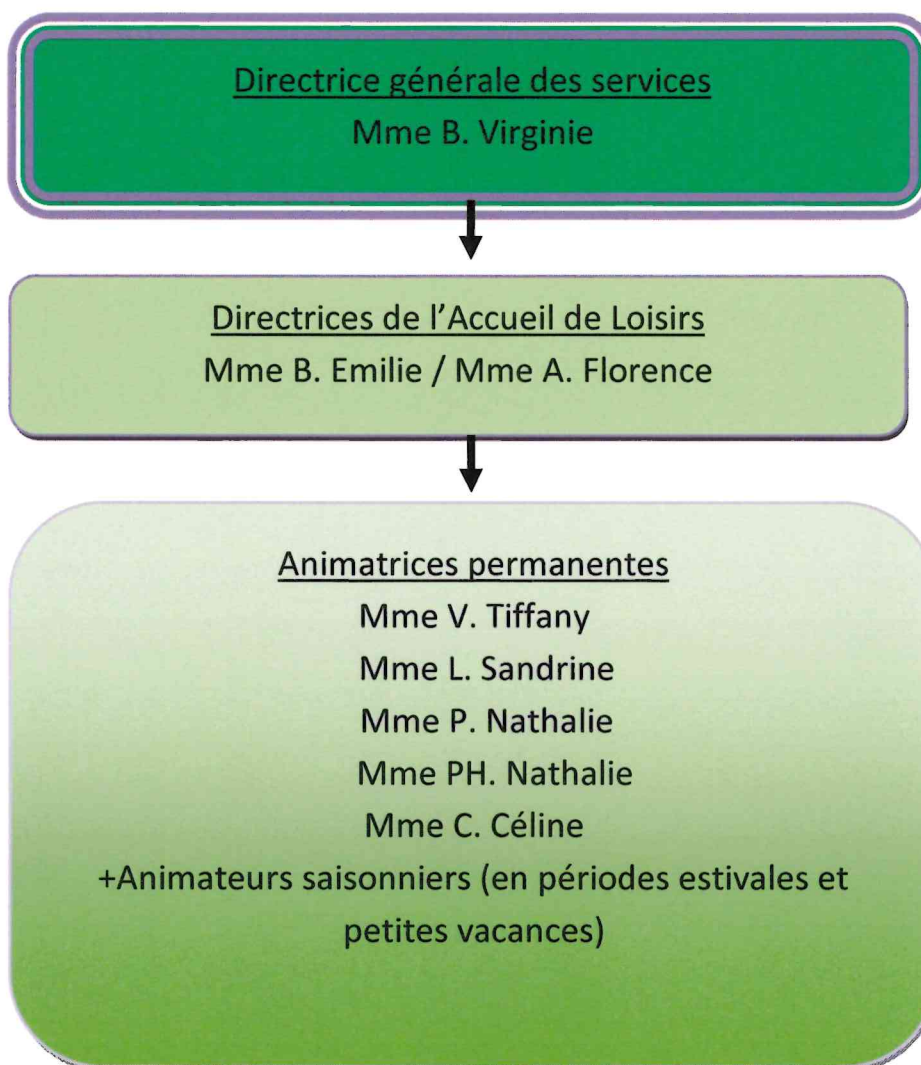 Directrice générale des services
Mme B. Virginie
Directrices de l’Accueil de Loisirs
Mme B. Emilie / Mme A. Florence
Animatrices permanentes
Mme V. Tiffany
Mme L. Sandrine
Mme P. Nathalie
Mme PH. Nathalie
Mme C. Céline
+Animateurs saisonniers (en périodes estivales et
petites vacances)